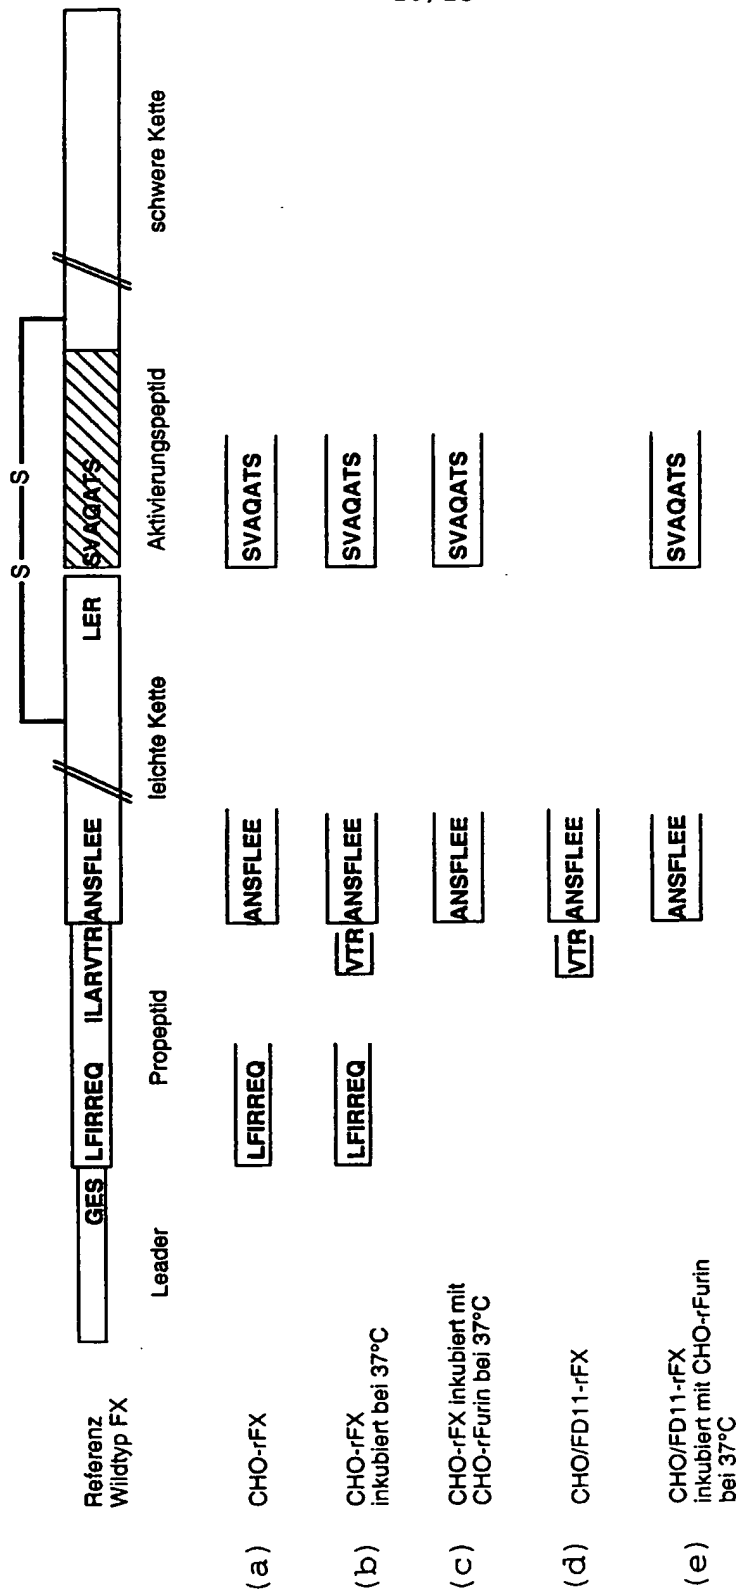 S S
Referenz
Wildtyp FX
GES LFIRREQ ILARVTR ANSFLEE LER SVAQATS
Leader Propeptid leichte Kette Aktivierungspeptid schwere Kette
(a) CHO-rFX LFIRREQ ANSFLEE SVAQATS
(b) CHO-rFX
inkubiert bei 37°C
LFIRREQ VTR ANSFLEE SVAQATS
(c) CHO-rFX inkubiert mit
CHO-rFurin bei 37°C
ANSFLEE SVAQATS
(d) CHO/FD11-rFX VTR ANSFLEE
(e) CHO/FD11-rFX
inkubiert mit CHO-rFurin
bei 37°C
ANSFLEE SVAQATS